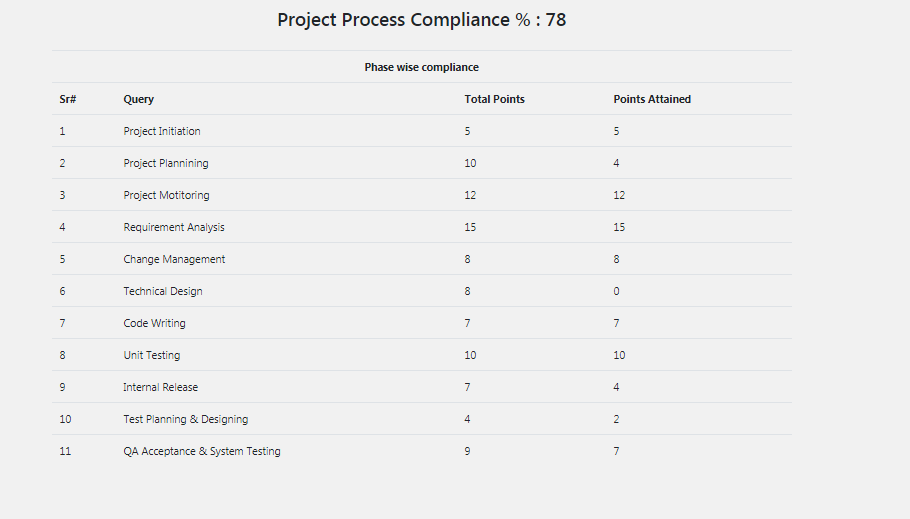 Project Process Compliance % : 78
Phase wise compliance
Sr# Query Total Points Points Attained
1 Project Initiation 5 5
2 Project Plannining 10 4
3 Project Motitoring 12 12
4 Requirement Analysis 15 15
5 Change Management 8 8
6 Technical Design 8 0
7 Code Writing 7 7
8 Unit Testing 10 10
9 Internal Release 7 4
10 Test Planning & Designing 4 2
11 QA Acceptance & System Testing 9 7